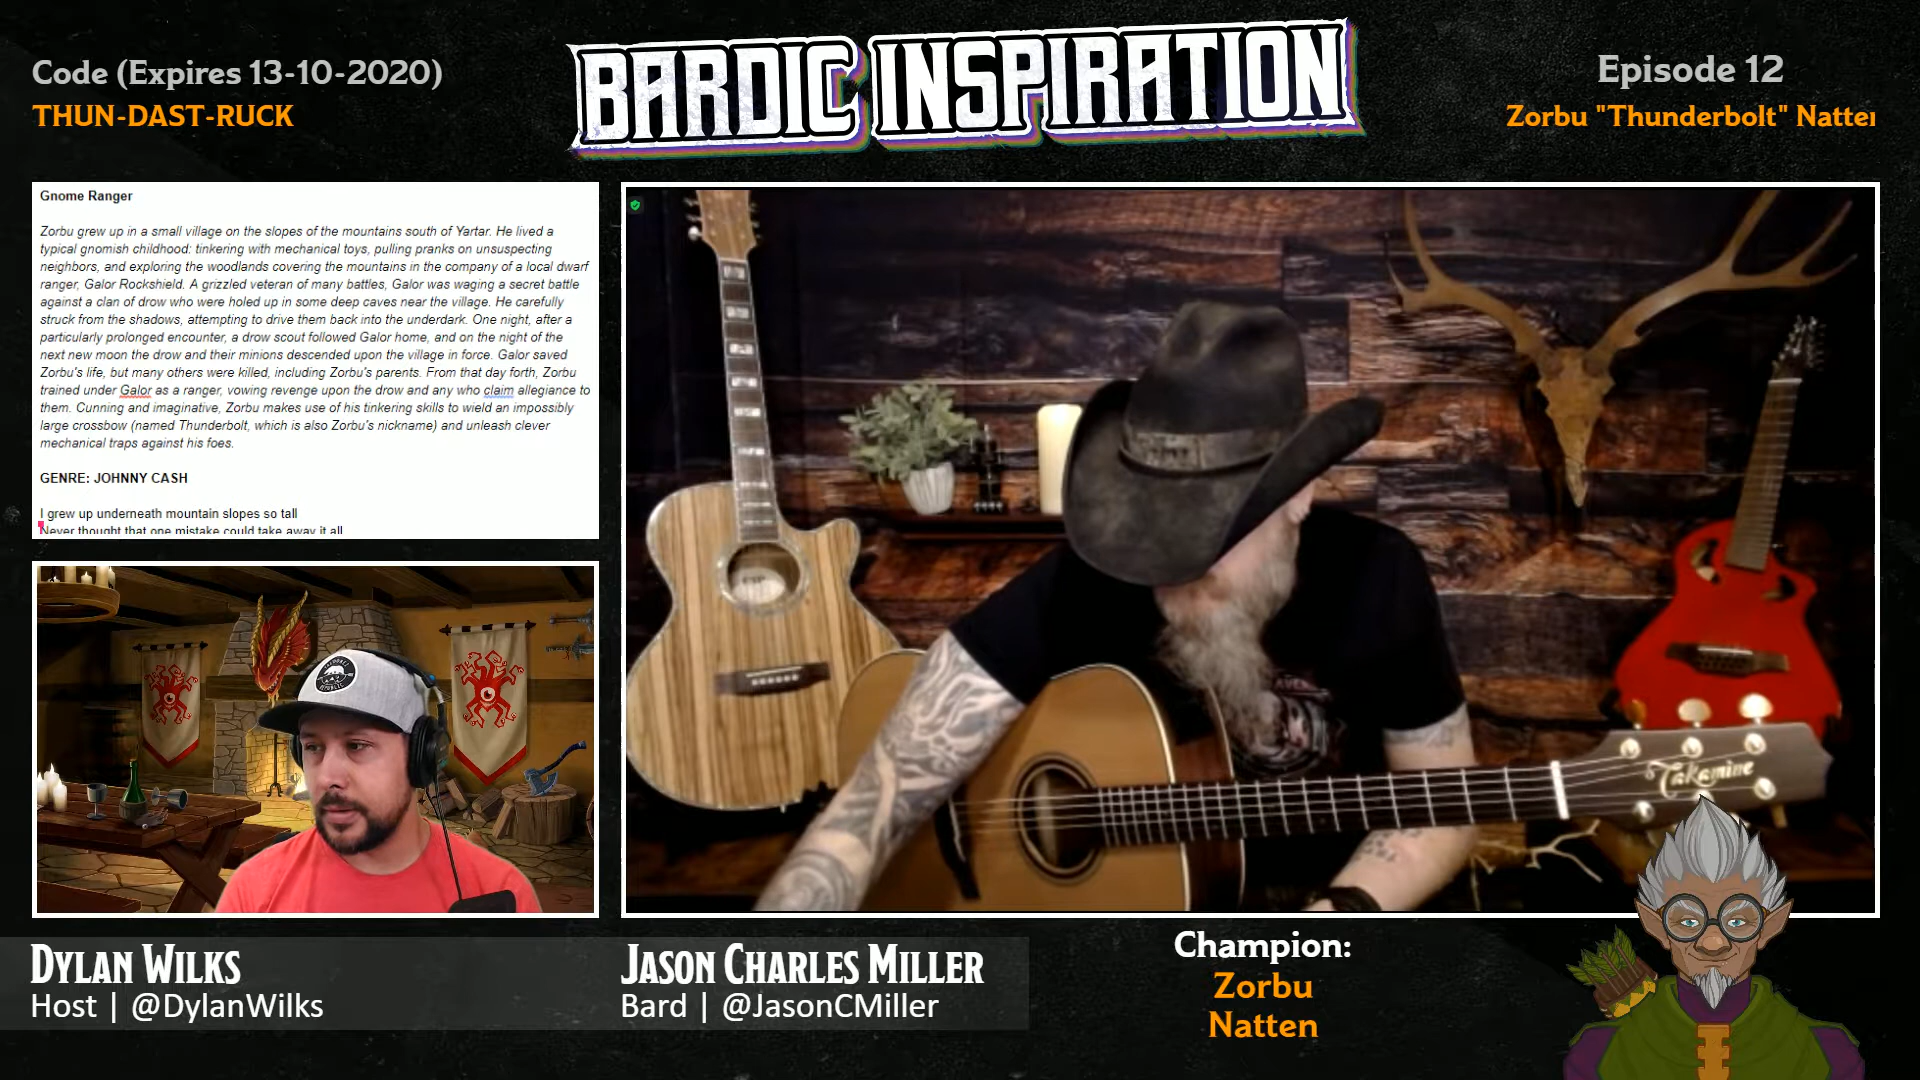 Code (Expires 13-10-2020)
THUN-DAST-RUCK
BARDIC INSPIRATION
Episode 12
Zorbu "Thunderbolt" Natten
Gnome Ranger
Zorbu grew up in a small village on the slopes of the mountains south of Yartar. He lived a
typical gnomish childhood: tinkering with mechanical toys, pulling pranks on unsuspecting
neighbors, and exploring the woodlands covering the mountains in the company of a local dwarf
ranger, Galor Rockshield. A grizzled veteran of many battles, Galor was waging a secret battle
against a clan of drow who were holed up in some deep caves near the village. He carefully
struck from the shadows, attempting to drive them back into the underdark. One night, after a
particularly prolonged encounter, a drow scout followed Galor home, and on the night of the
next new moon the drow and their minions descended upon the village in force. Galor saved
Zorbu's life, but many others were killed, including Zorbu's parents. From that day forth, Zorbu
trained under Galor as a ranger, vowing revenge upon the drow and any who claim allegiance to
them. Cunning and imaginative, Zorbu makes use of his tinkering skills to wield an impossibly
large crossbow (named Thunderbolt, which is also Zorbu's nickname) and unleash clever
mechanical traps against his foes.
GENRE: JOHNNY CASH
I grew up underneath mountain slopes so tall
Never thought that one mistake could take away it all
Takamine
DYLAN WILKS
Host | @DylanWilks
JASON CHARLES MILLER
Bard | @JasonCMiller
Champion:
Zorbu
Natten